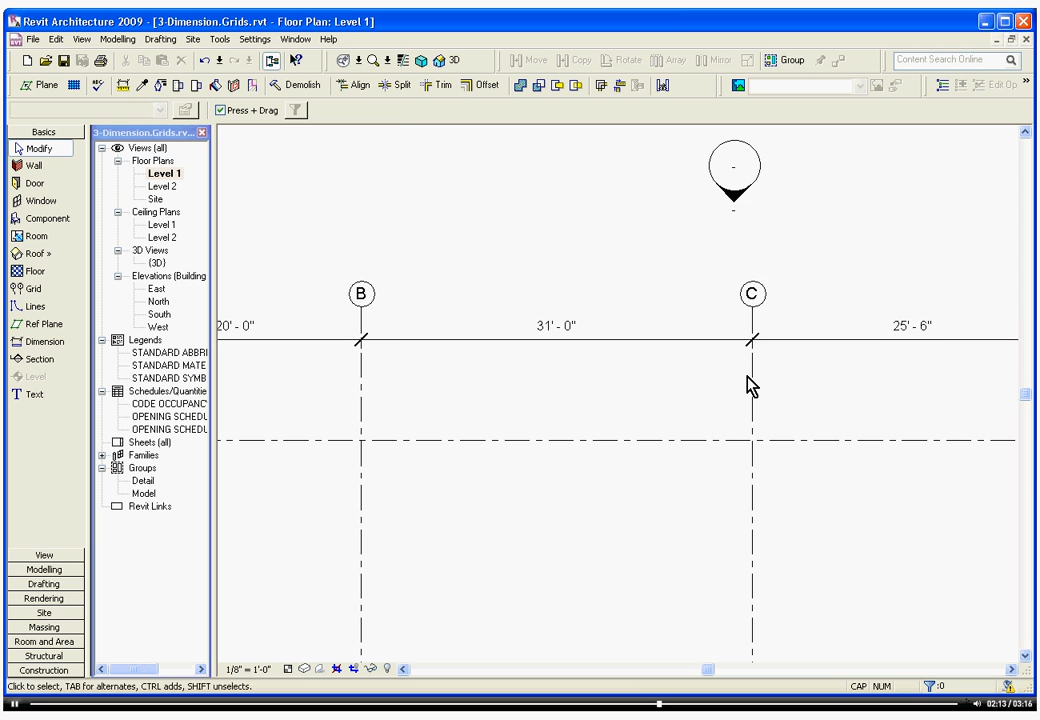 Revit Architecture 2009 - [3-Dimension.Grids.rvt - Floor Plan: Level 1]
File Edit View Modelling Drafting Site Tools Settings Window Help
3D Move Copy Rotate Array Mirror Group Content Search Online
Plane Demolish Align Split Trim Offset Edit Op
Press + Drag
Basics
Modify
Wall
Door
Window
Component
Room
Roof »
Floor
Grid
Lines
Ref Plane
Dimension
Section
Level
Text
View
Modelling
Drafting
Rendering
Site
Massing
Room and Area
Structural
Construction
3-Dimension.Grids.rv...
Views (all)
Floor Plans
Level 1
Level 2
Site
Ceiling Plans
Level 1
Level 2
3D Views
{3D}
Elevations (Building
East
North
South
West
Legends
STANDARD ABBRI
STANDARD MATE
STANDARD SYMB
Schedules/Quantitie
CODE OCCUPANC
OPENING SCHEDU
OPENING SCHEDU
Sheets (all)
Families
Groups
Detail
Model
Revit Links
-
-
B C
20' - 0" 31' - 0" 25' - 6"
1/8" = 1'-0"
Click to select, TAB for alternates, CTRL adds, SHIFT unselects. CAP NUM :0
02:13 / 03:16